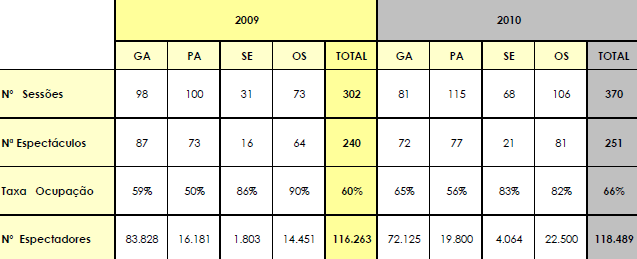 2009 2010
GA PA SE OS TOTAL GA PA SE OS TOTAL
Nº Sessões 98 100 31 73 302 81 115 68 106 370
Nª Espectáculos 87 73 16 64 240 72 77 21 81 251
Taxa Ocupação 59% 50% 86% 90% 60% 65% 56% 83% 82% 66%
Nº Espectadores 83.828 16.181 1.803 14.451 116.263 72.125 19.800 4.064 22.500 118.489